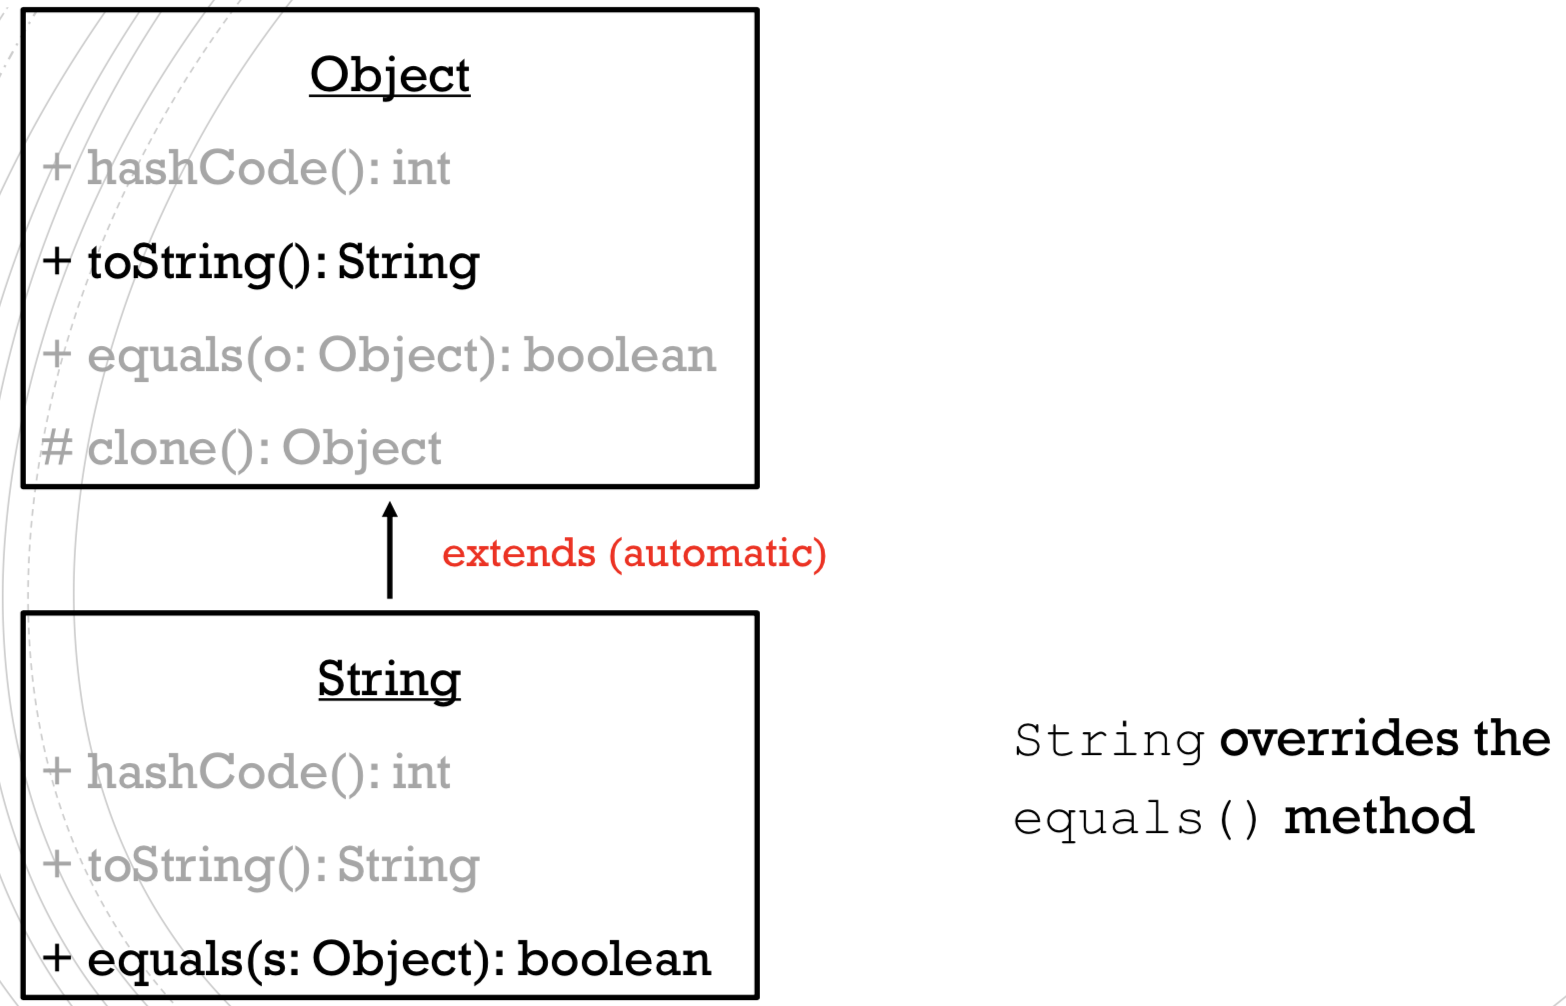 Object
+ hashCode(): int
+ toString(): String
+ equals(o: Object): boolean
# clone(): Object
extends (automatic)
String
+ hashCode(): int
+ toString(): String
+ equals(s: Object): boolean
String overrides the
equals() method